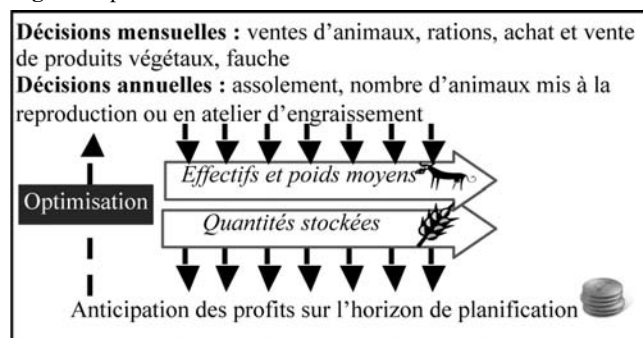 Décisions mensuelles : ventes d'animaux, rations, achat et vente
de produits végétaux, fauche
Décisions annuelles : assolement, nombre d'animaux mis à la
reproduction ou en atelier d'engraissement
Effectifs et poids moyens
Optimisation
Quantités stockées
Anticipation des profits sur l'horizon de planification